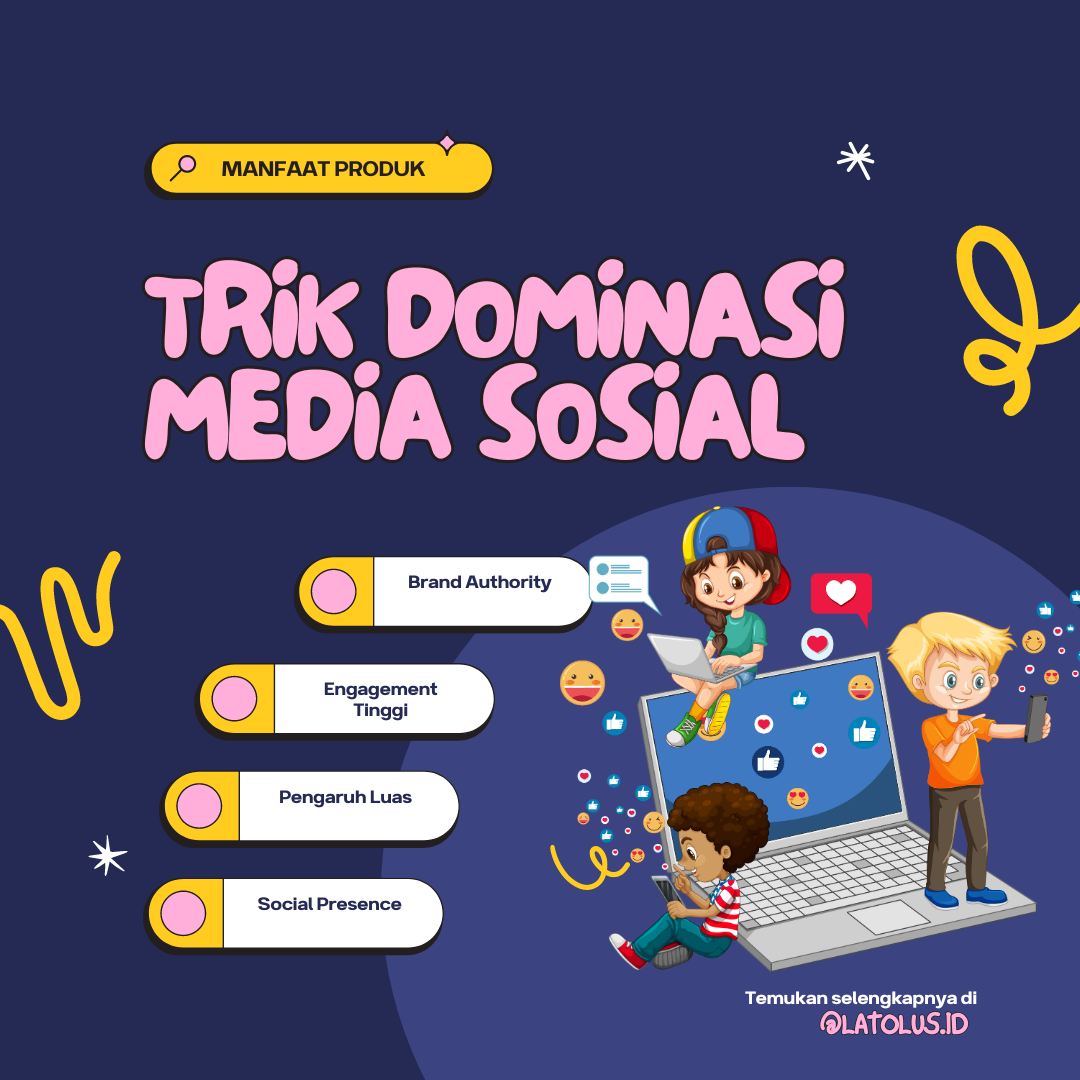 MANFAAT PRODUK
TRIK DOMINASI
MEDIA SOSIAL
Brand Authority
Engagement
Tinggi
Pengaruh Luas
Social Presence
Temukan selengkapnya di
@LATOLUS.ID